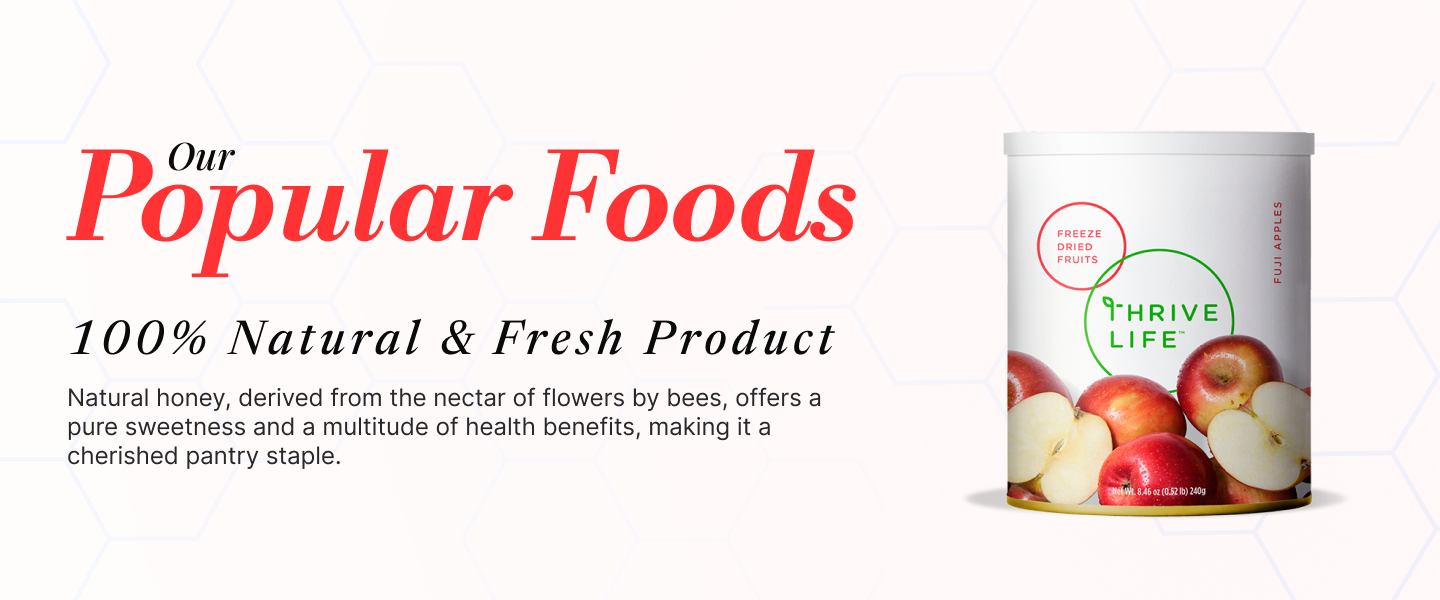 Our
Popular Foods
100% Natural & Fresh Product
Natural honey, derived from the nectar of flowers by bees, offers a
pure sweetness and a multitude of health benefits, making it a
cherished pantry staple.
FREEZE
DRIED
FRUITS
FUJI APPLES
THRIVE
LIFE™
Net Wt. 8.46 oz (0.52 lb) 240g